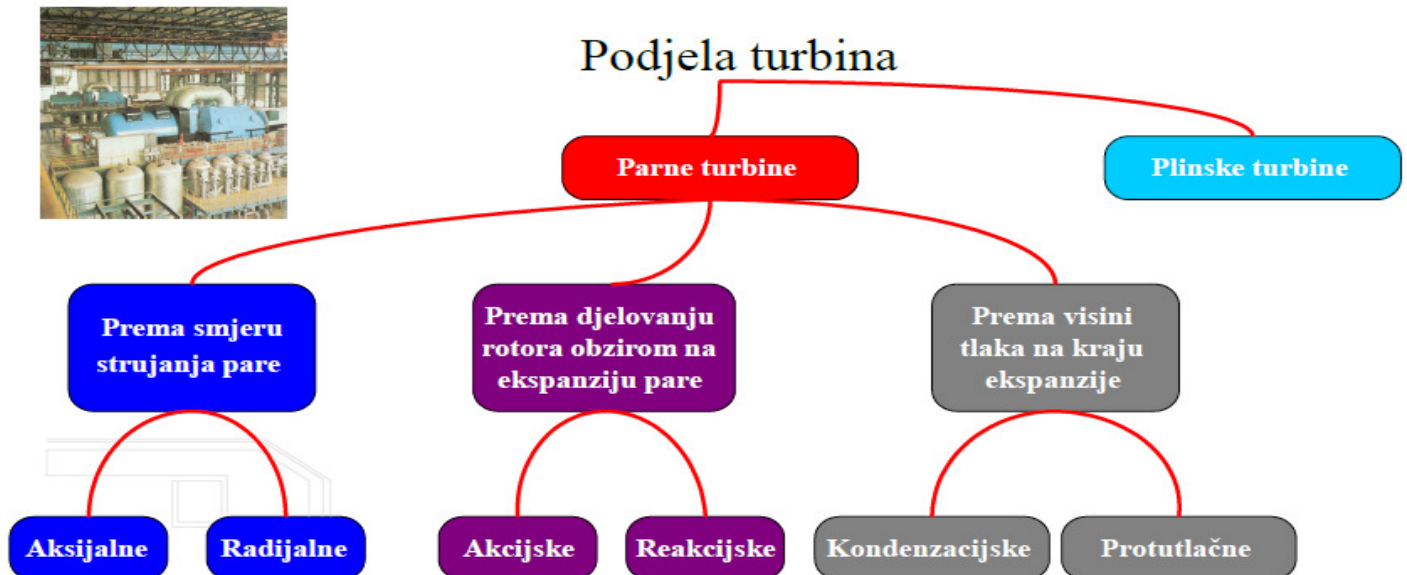 Podjela turbina
Parne turbine
Plinske turbine
Prema smjeru
strujanja pare
Prema djelovanju
rotora obzirom na
ekspanziju pare
Prema visini
tlaka na kraju
ekspanzije
Aksijalne
Radijalne
Akcijske
Reakcijske
Kondenzacijske
Protutlačne